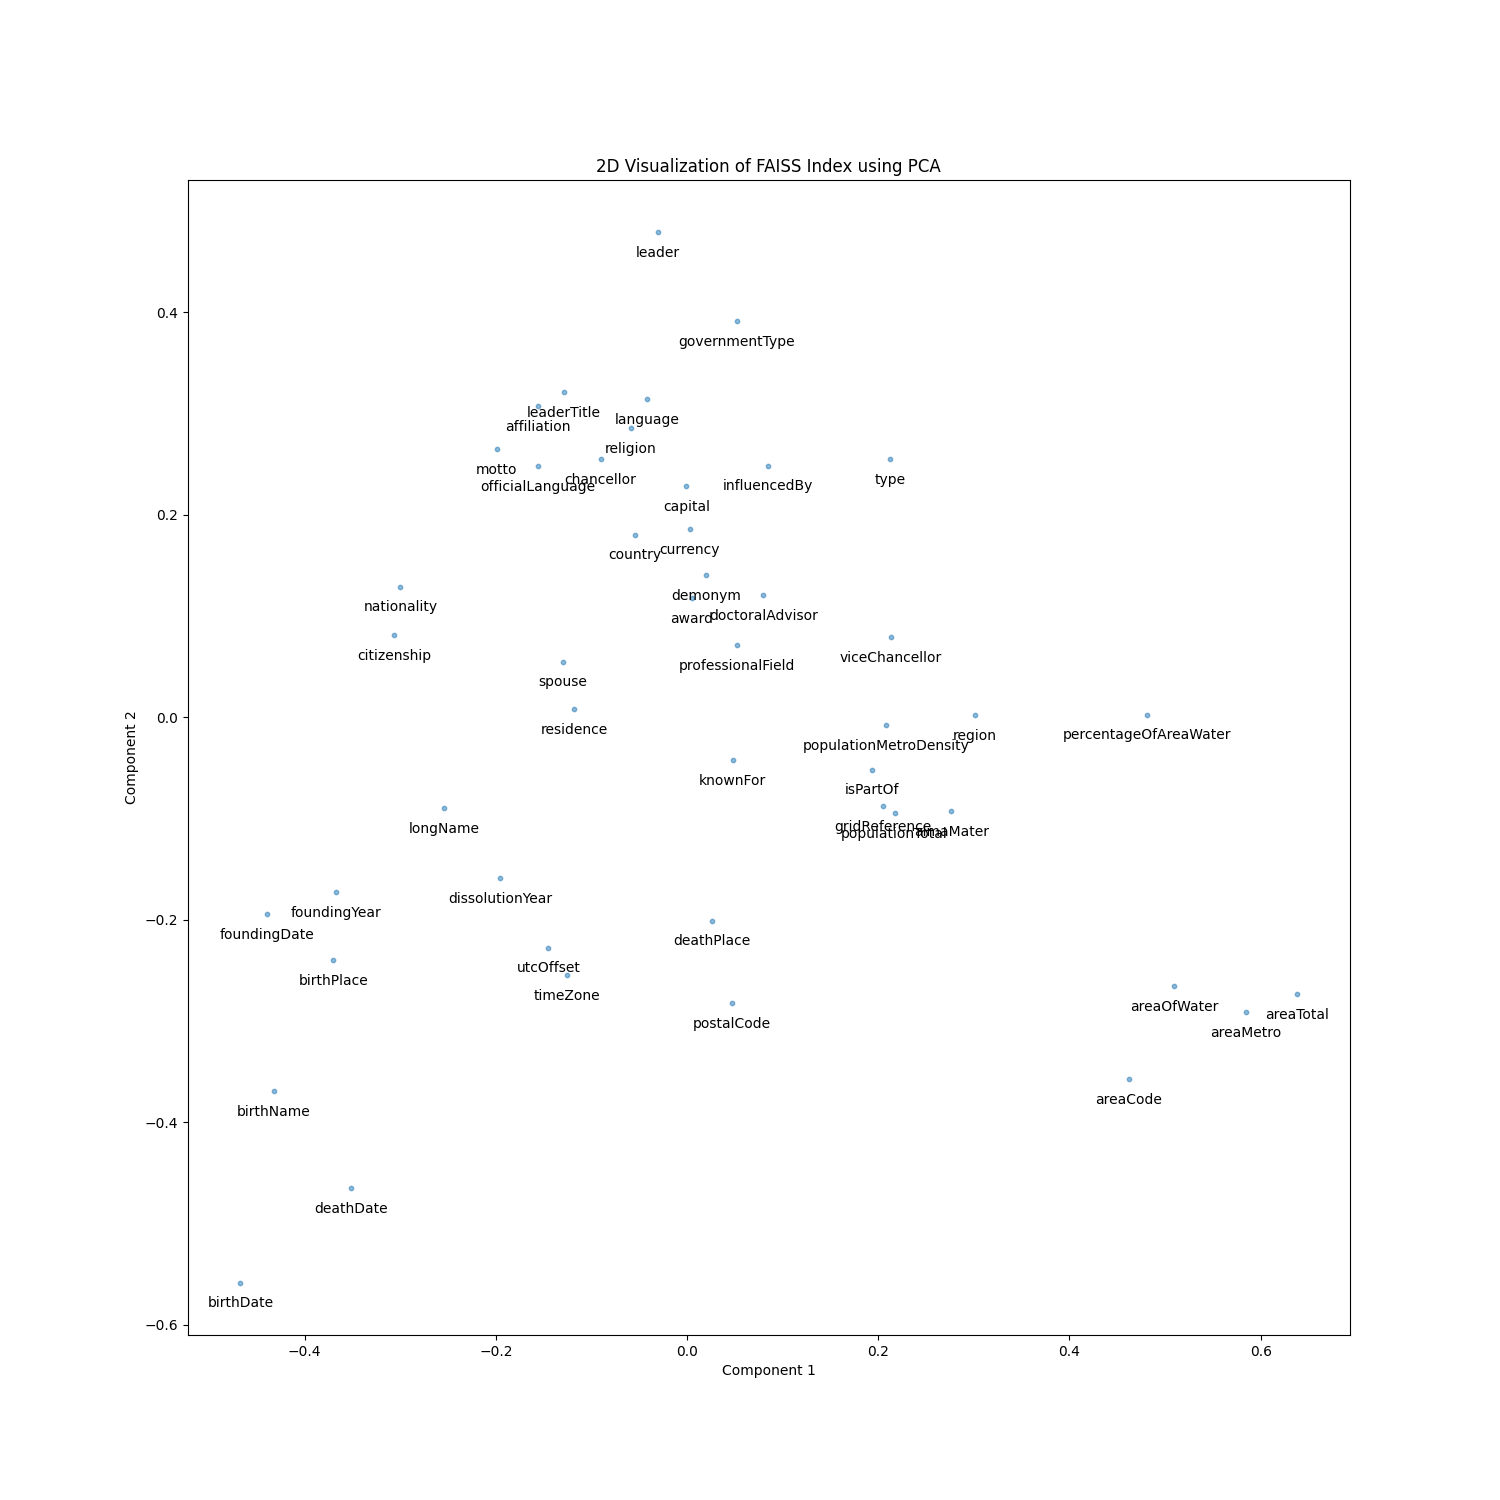 2D Visualization of FAISS Index using PCA
leader
0.4
governmentType
leaderTitle
language
affiliation
religion
motto
chancellor
type
officialLanguage
influencedBy
capital
0.2
country
currency
demonym
nationality
award
doctoralAdvisor
citizenship
viceChancellor
professionalField
spouse
0.0
residence
region
percentageOfAreaWater
populationMetroDensity
Component 2
knownFor
isPartOf
longName
gridReference
populationTotal
almaMater
dissolutionYear
foundingYear
−0.2
foundingDate
deathPlace
utcOffset
birthPlace
timeZone
areaOfWater
areaTotal
postalCode
areaMetro
areaCode
birthName
−0.4
deathDate
birthDate
−0.6
−0.4
−0.2
0.0
0.2
0.4
0.6
Component 1